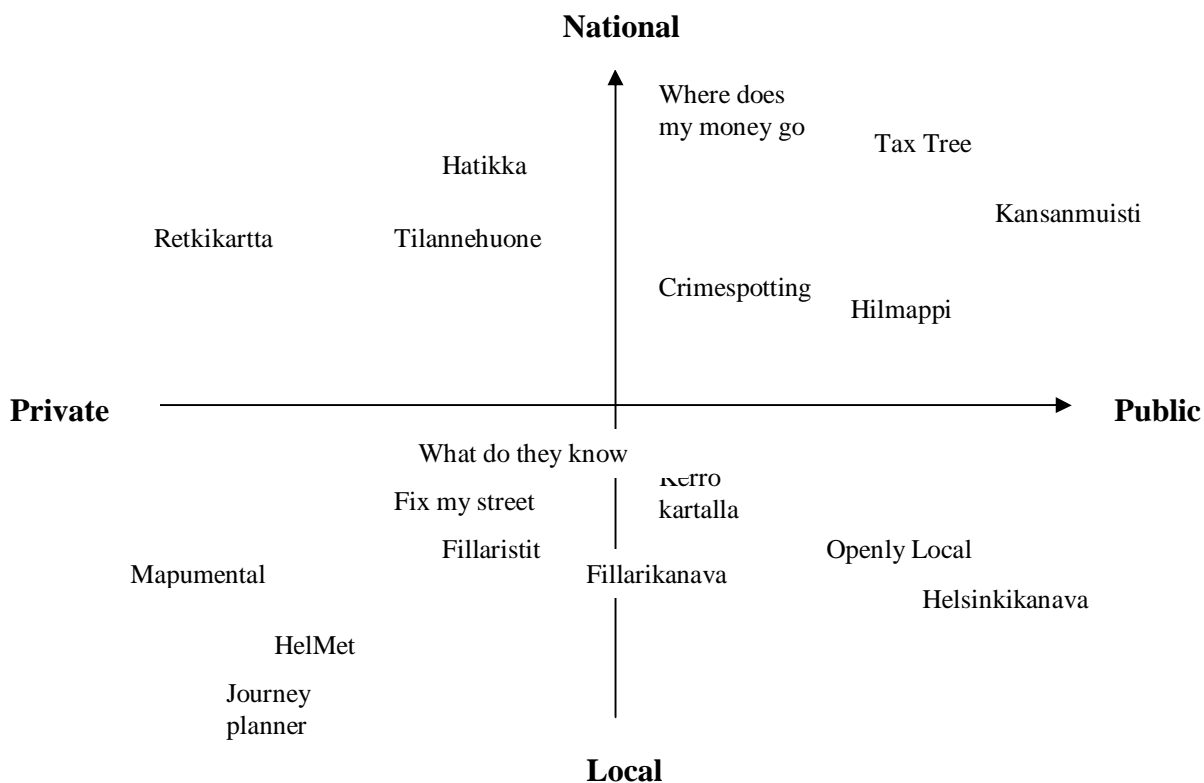 National
Where does
my money go
Tax Tree
Hatikka
Kansanmuisti
Retkikartta
Tilannehuone
Crimespotting
Hilmappi
Private
Public
What do they know
Kerro
kartalla
Fix my street
Fillaristit
Openly Local
Mapumental
Fillarikanava
Helsinkikanava
HelMet
Journey
planner
Local